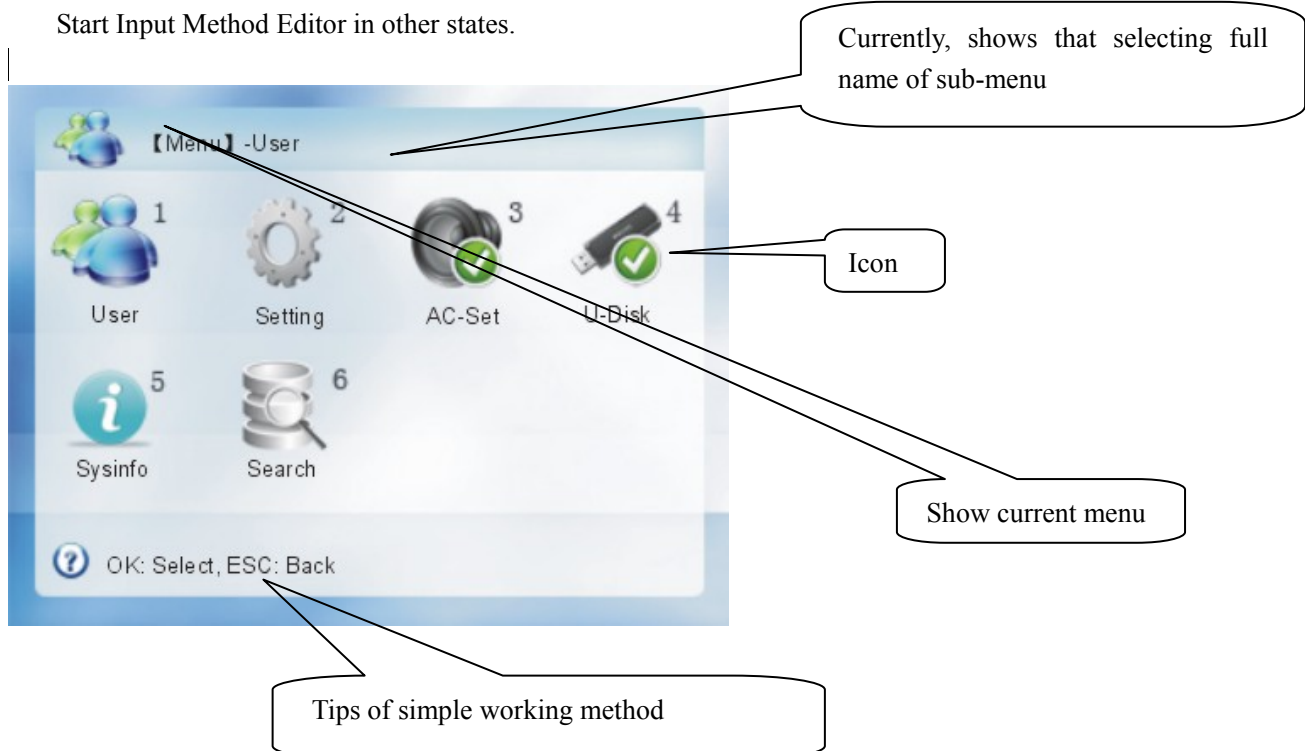 Start Input Method Editor in other states.
Currently, shows that selecting full
name of sub-menu
【Menu】-User
1
2
3
4
User
Setting
AC-Set
U-Disk
Icon
5
6
Sysinfo
Search
Show current menu
OK: Select, ESC: Back
Tips of simple working method